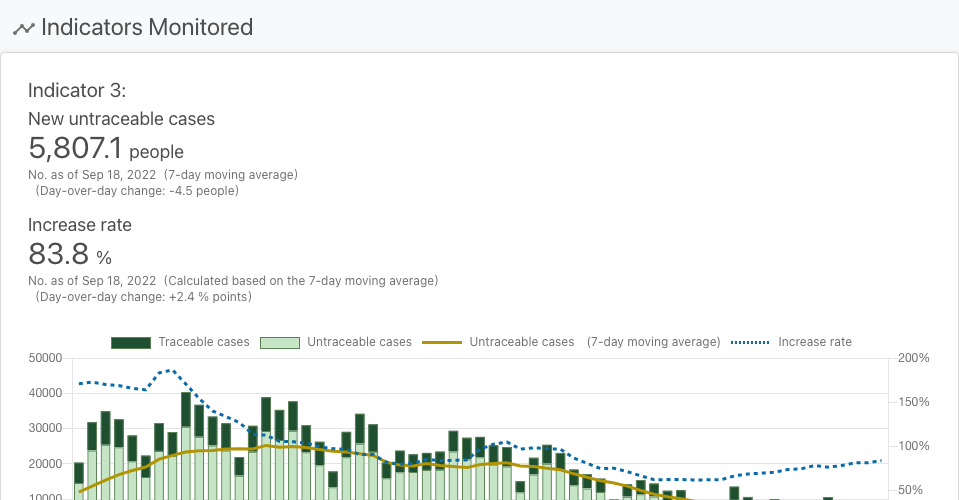 Indicators Monitored
Indicator 3:
New untraceable cases
5,807.1 people
No. as of Sep 18, 2022 (7-day moving average)
(Day-over-day change: -4.5 people)
Increase rate
83.8 %
No. as of Sep 18, 2022 (Calculated based on the 7-day moving average)
(Day-over-day change: +2.4 % points)
Traceable cases Untraceable cases Untraceable cases (7-day moving average) Increase rate
50000 200%
40000
150%
30000
100%
20000
50%
10000